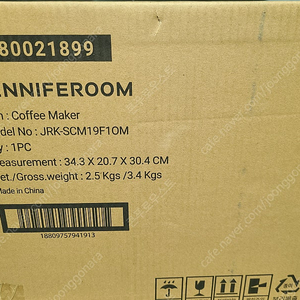 80021899
ENNIFEROOM
: Coffee Maker
del No : JRK-SCM19F1OM
y : 1PC
easurement : 34.3 X 20.7 X 30.4 CM
et./Gross.weight : 2.5 Kgs /3.4 Kgs
Made in China
18809757941913